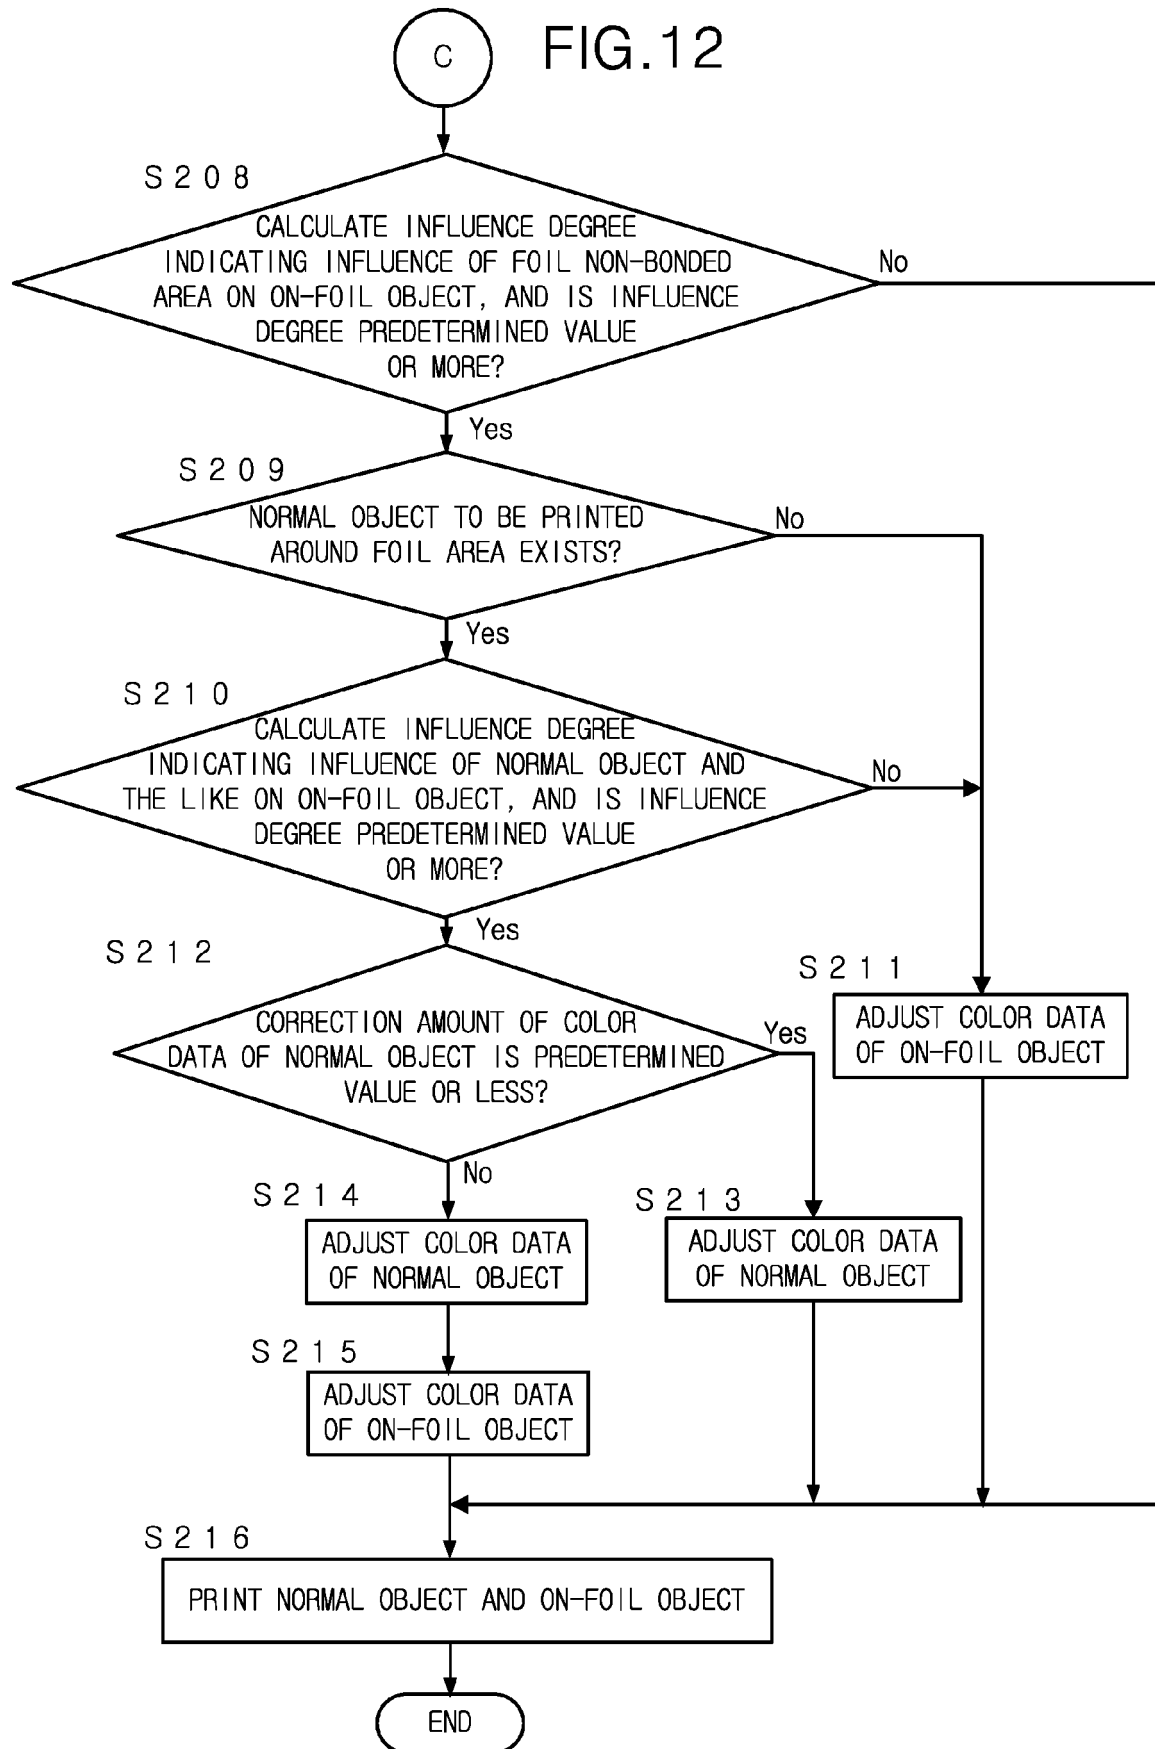 C
FIG.12
S208
CALCULATE INFLUENCE DEGREE
INDICATING INFLUENCE OF FOIL NON-BONDED
AREA ON ON-FOIL OBJECT, AND IS INFLUENCE
DEGREE PREDETERMINED VALUE
OR MORE?
No
Yes
S209
NORMAL OBJECT TO BE PRINTED
AROUND FOIL AREA EXISTS?
No
Yes
S210
CALCULATE INFLUENCE DEGREE
INDICATING INFLUENCE OF NORMAL OBJECT AND
THE LIKE ON ON-FOIL OBJECT, AND IS INFLUENCE
DEGREE PREDETERMINED VALUE
OR MORE?
No
Yes
S212
CORRECTION AMOUNT OF COLOR
DATA OF NORMAL OBJECT IS PREDETERMINED
VALUE OR LESS?
Yes
No
S211
ADJUST COLOR DATA
OF ON-FOIL OBJECT
S214
ADJUST COLOR DATA
OF NORMAL OBJECT
S213
ADJUST COLOR DATA
OF NORMAL OBJECT
S215
ADJUST COLOR DATA
OF ON-FOIL OBJECT
S216
PRINT NORMAL OBJECT AND ON-FOIL OBJECT
END